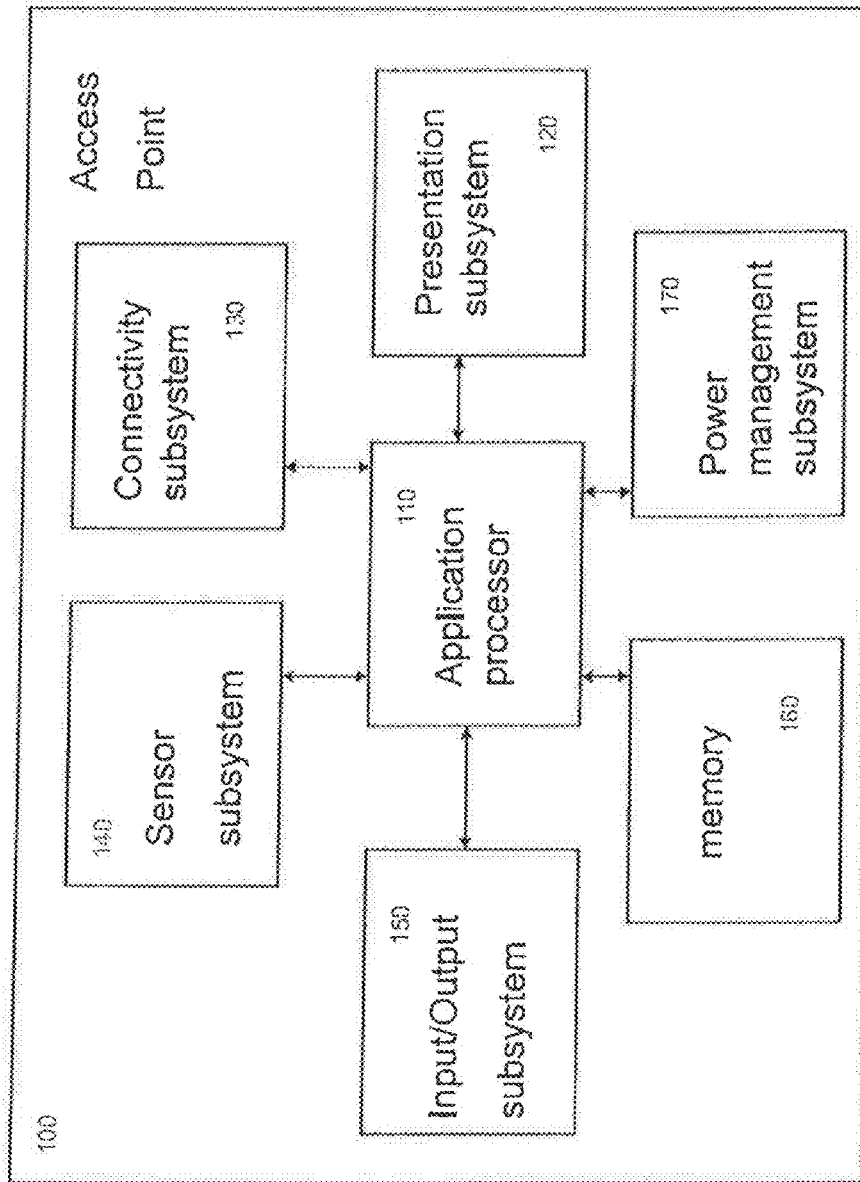 100
Access
Point
140
Sensor
subsystem
Connectivity
subsystem
130
150
Input/Output
subsystem
110
Application
processor
Presentation
subsystem
120
memory
160
170
Power
management
subsystem